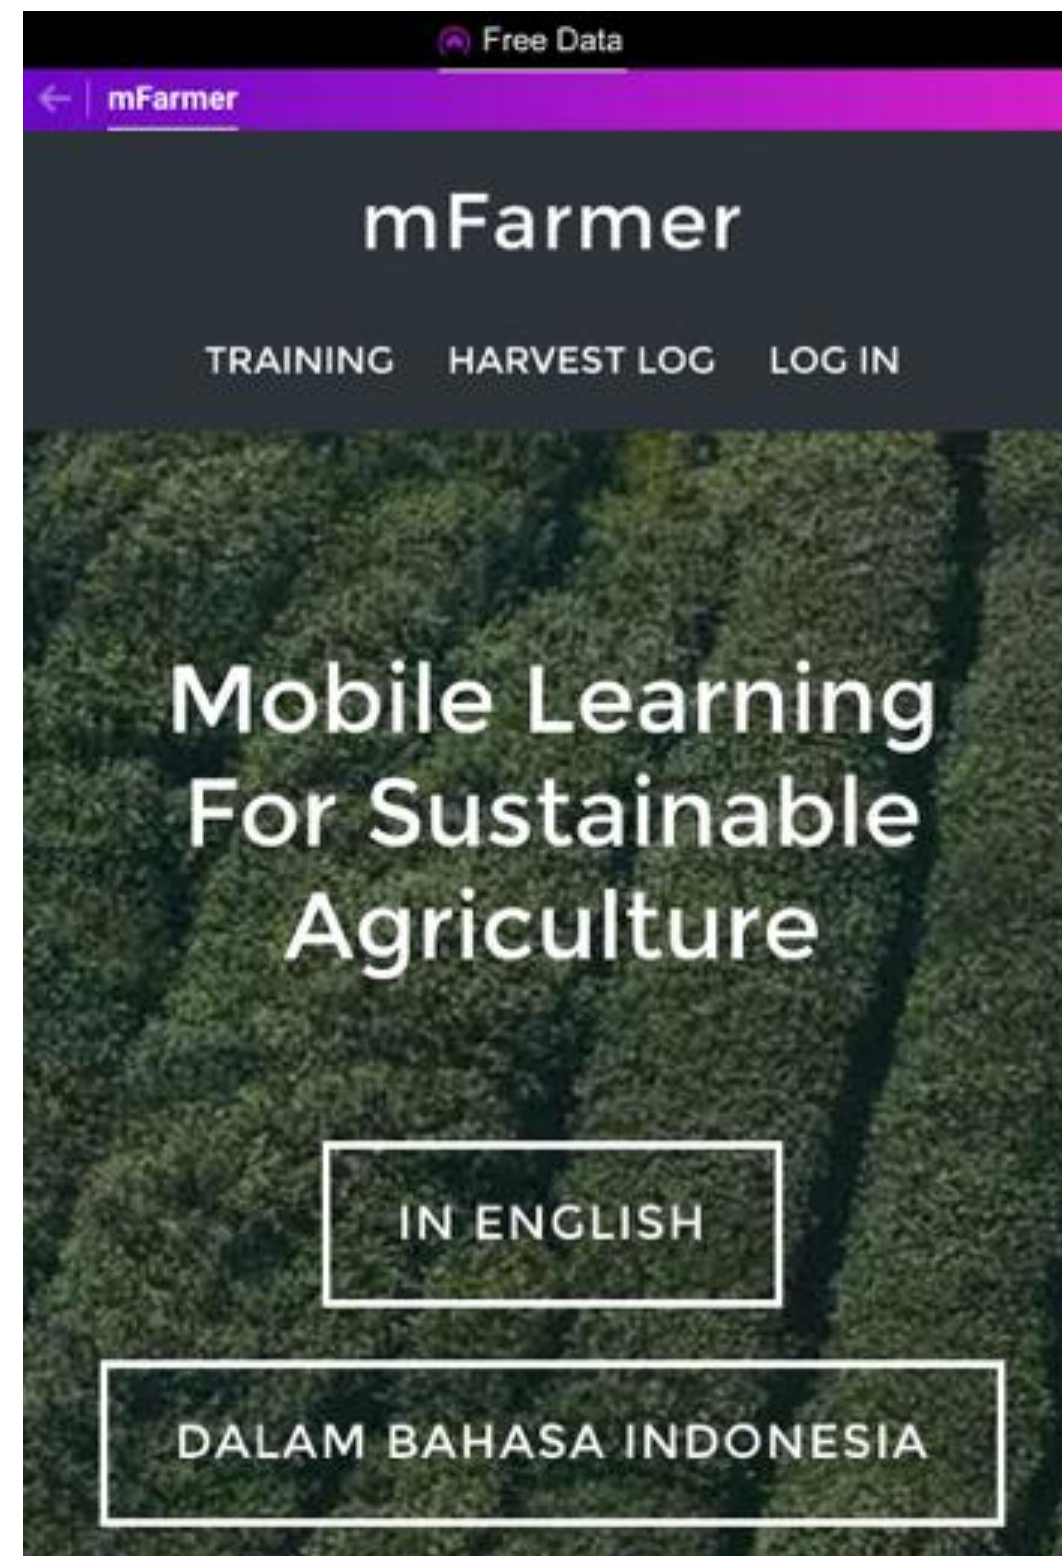 Free Data
mFarmer
mFarmer
TRAINING HARVEST LOG LOG IN
Mobile Learning
For Sustainable
Agriculture
IN ENGLISH
DALAM BAHASA INDONESIA